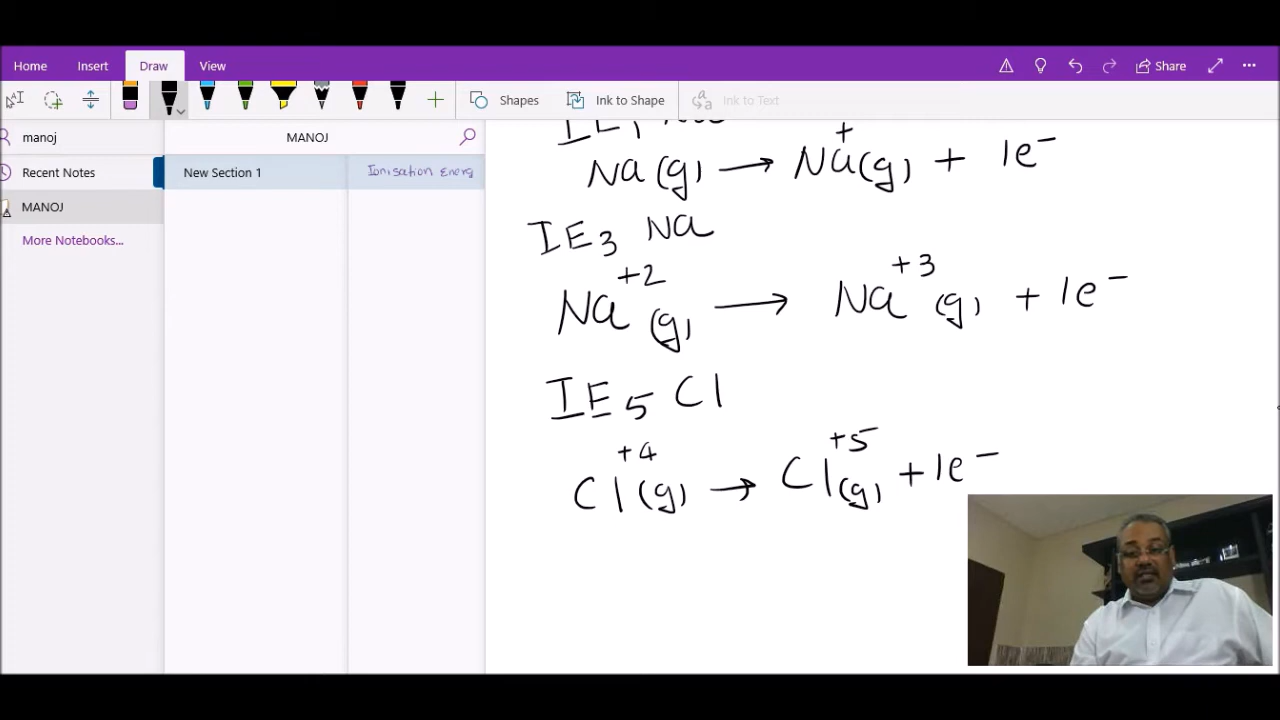 Home Insert Draw View Share
Shapes Ink to Shape Ink to Text
manoj MANOJ
Recent Notes New Section 1 Ionisation Energ
MANOJ
More Notebooks...
IE₁
Na(g) → Na⁺(g) + 1e⁻
IE₃ Na
Na⁺²(g) → Na⁺³(g) + 1e⁻
IE₅ Cl
Cl⁺⁴(g) → Cl⁺⁵(g) + 1e⁻